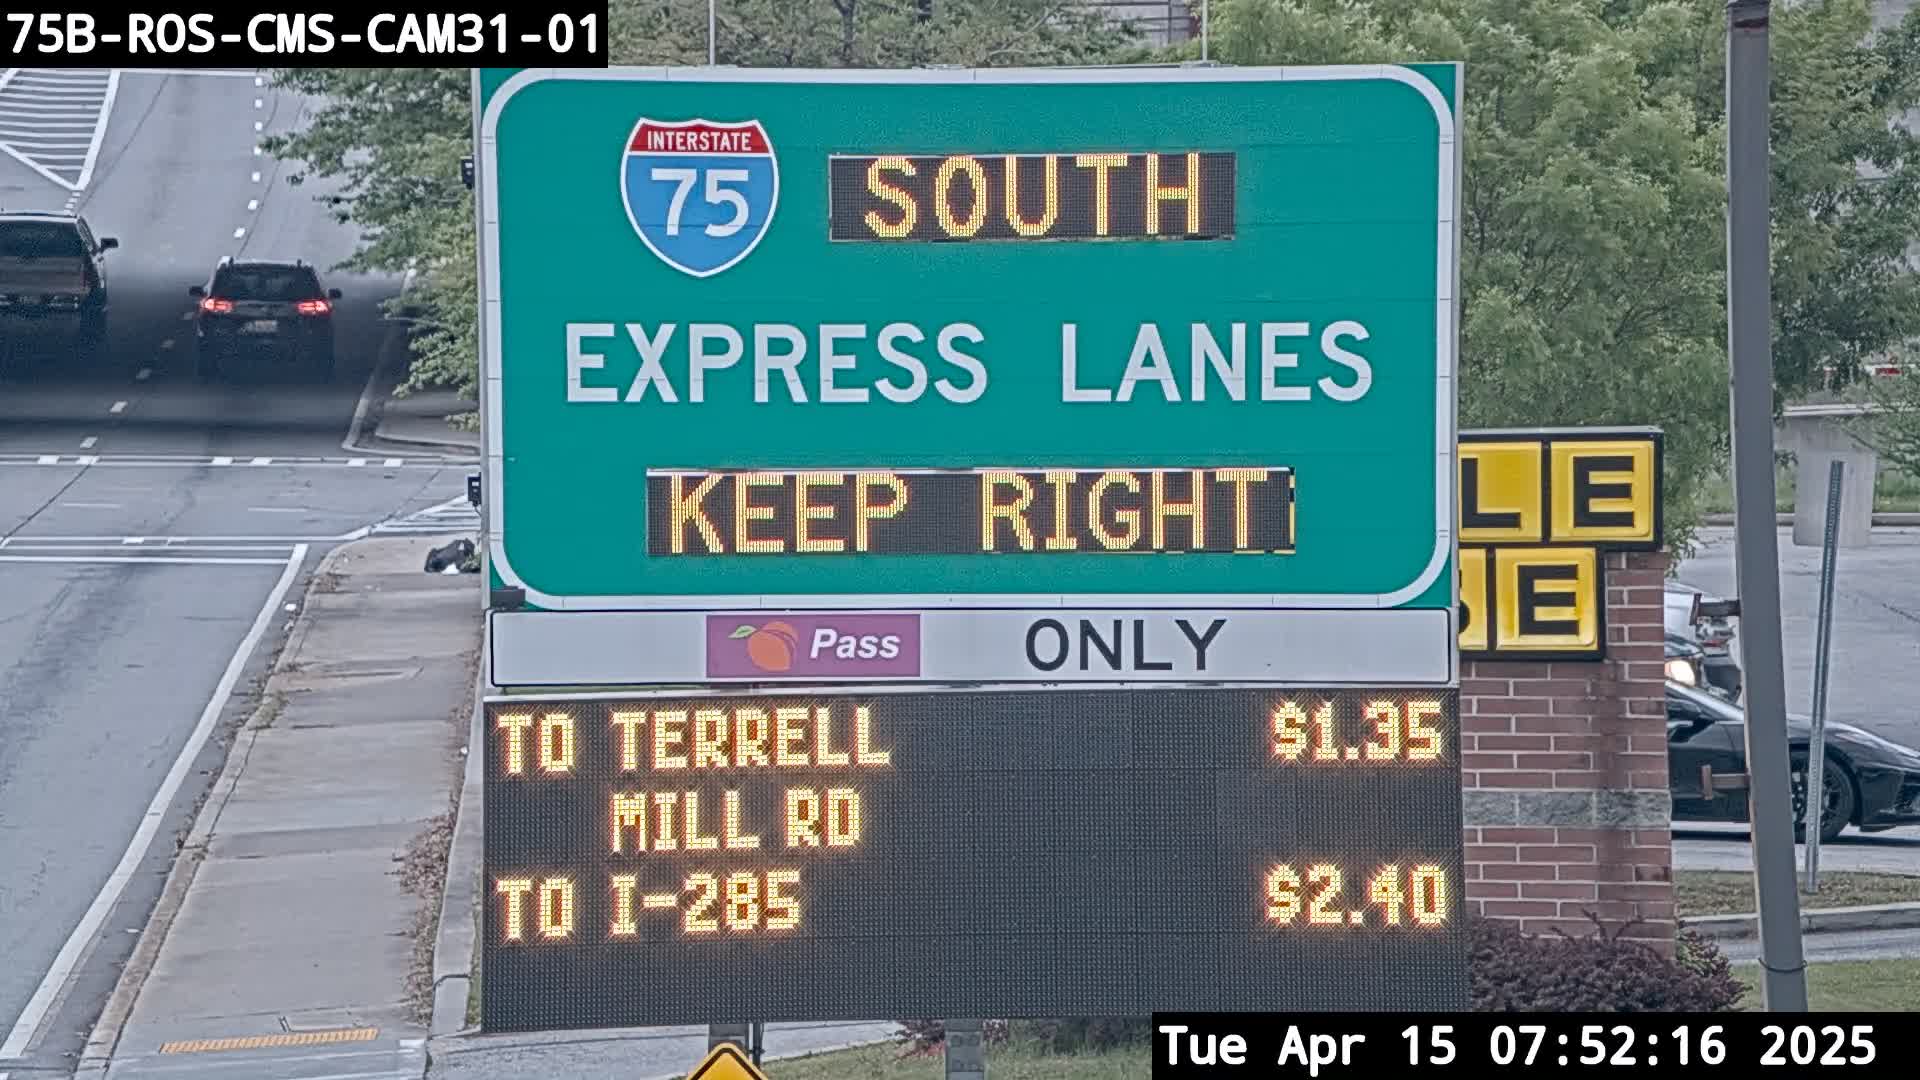 75B-ROS-CMS-CAM31-01
INTERSTATE
75
SOUTH
EXPRESS LANES
KEEP RIGHT
LE
E
Pass ONLY
TO TERRELL $1.35
MILL RD
TO I-285 $2.40
Tue Apr 15 07:52:16 2025